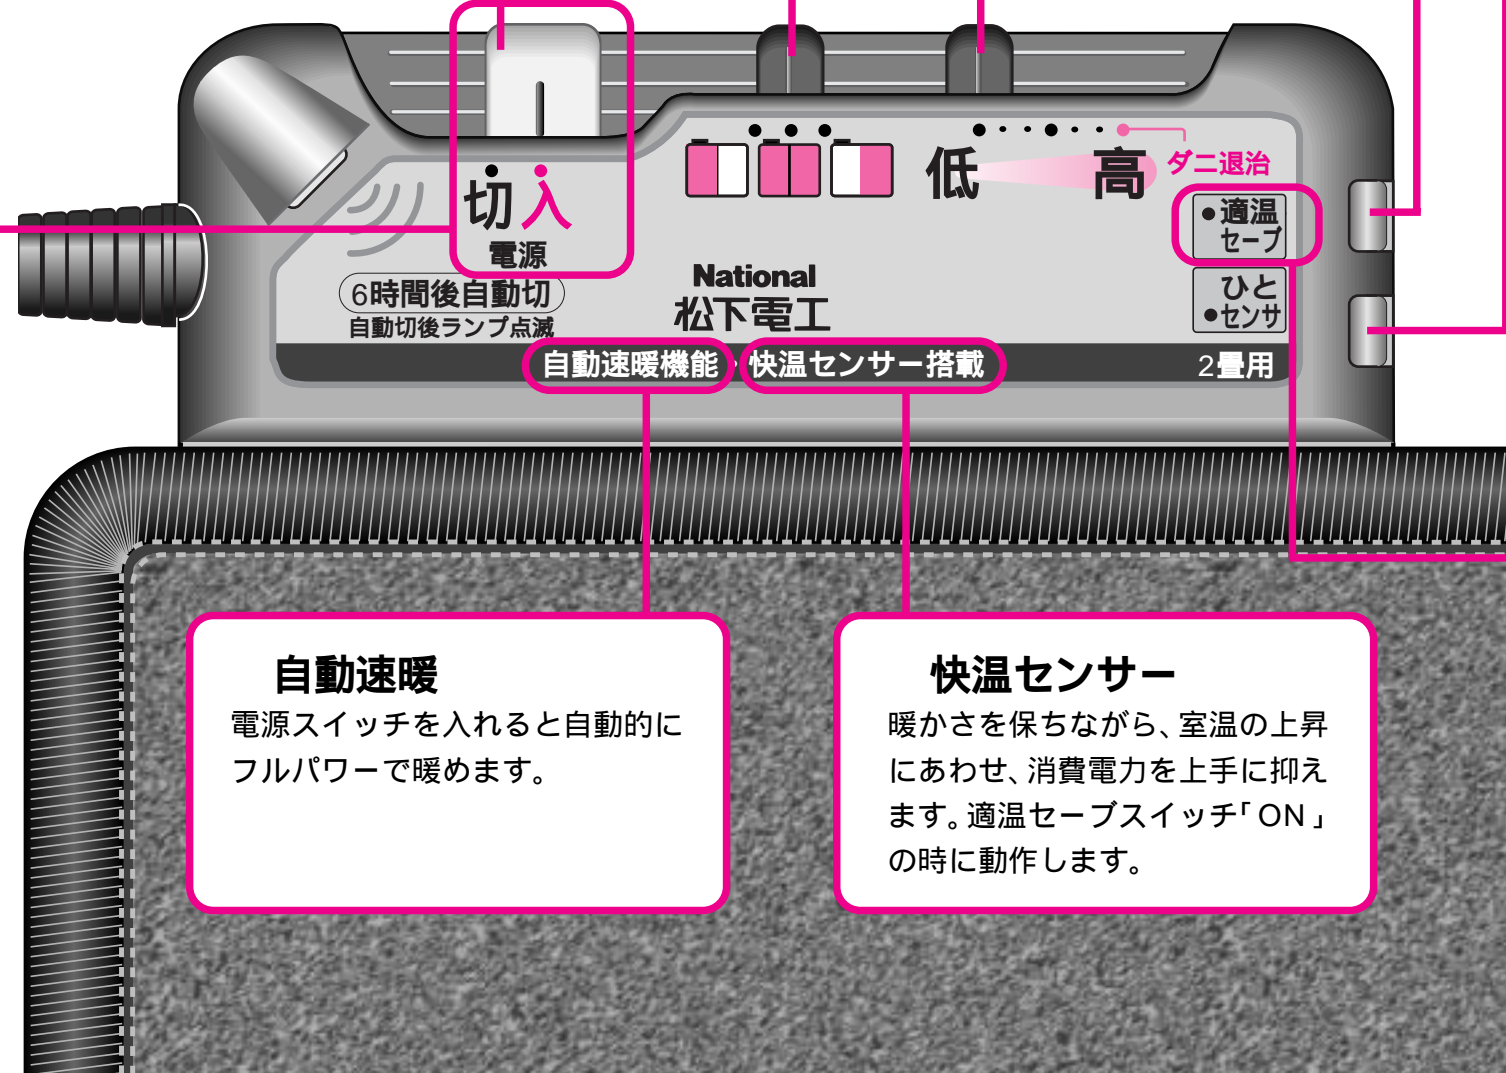 切入
電源
6時間後自動切
自動切後ランプ点滅
低 高
ダニ退治
適温
セーブ
ひと
センサ
National
松下電工
自動速暖機能・快温センサー搭載
2畳用
自動速暖
電源スイッチを入れると自動的に
フルパワーで暖めます。
快温センサー
暖かさを保ちながら、室温の上昇
にあわせ、消費電力を上手に抑え
ます。適温セーブスイッチ「ON」
の時に動作します。